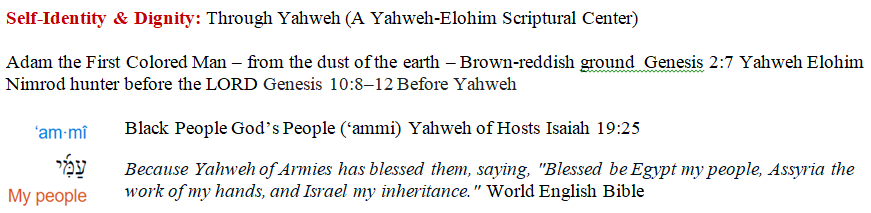 Self-Identity & Dignity: Through Yahweh (A Yahweh-Elohim Scriptural Center)
Adam the First Colored Man – from the dust of the earth – Brown-reddish ground Genesis 2:7 Yahweh Elohim
Nimrod hunter before the LORD Genesis 10:8–12 Before Yahweh
‘am·mî
Black People God’s People (‘ammi) Yahweh of Hosts Isaiah 19:25
עַמִּ֜י
My people
Because Yahweh of Armies has blessed them, saying, "Blessed be Egypt my people, Assyria the
work of my hands, and Israel my inheritance." World English Bible